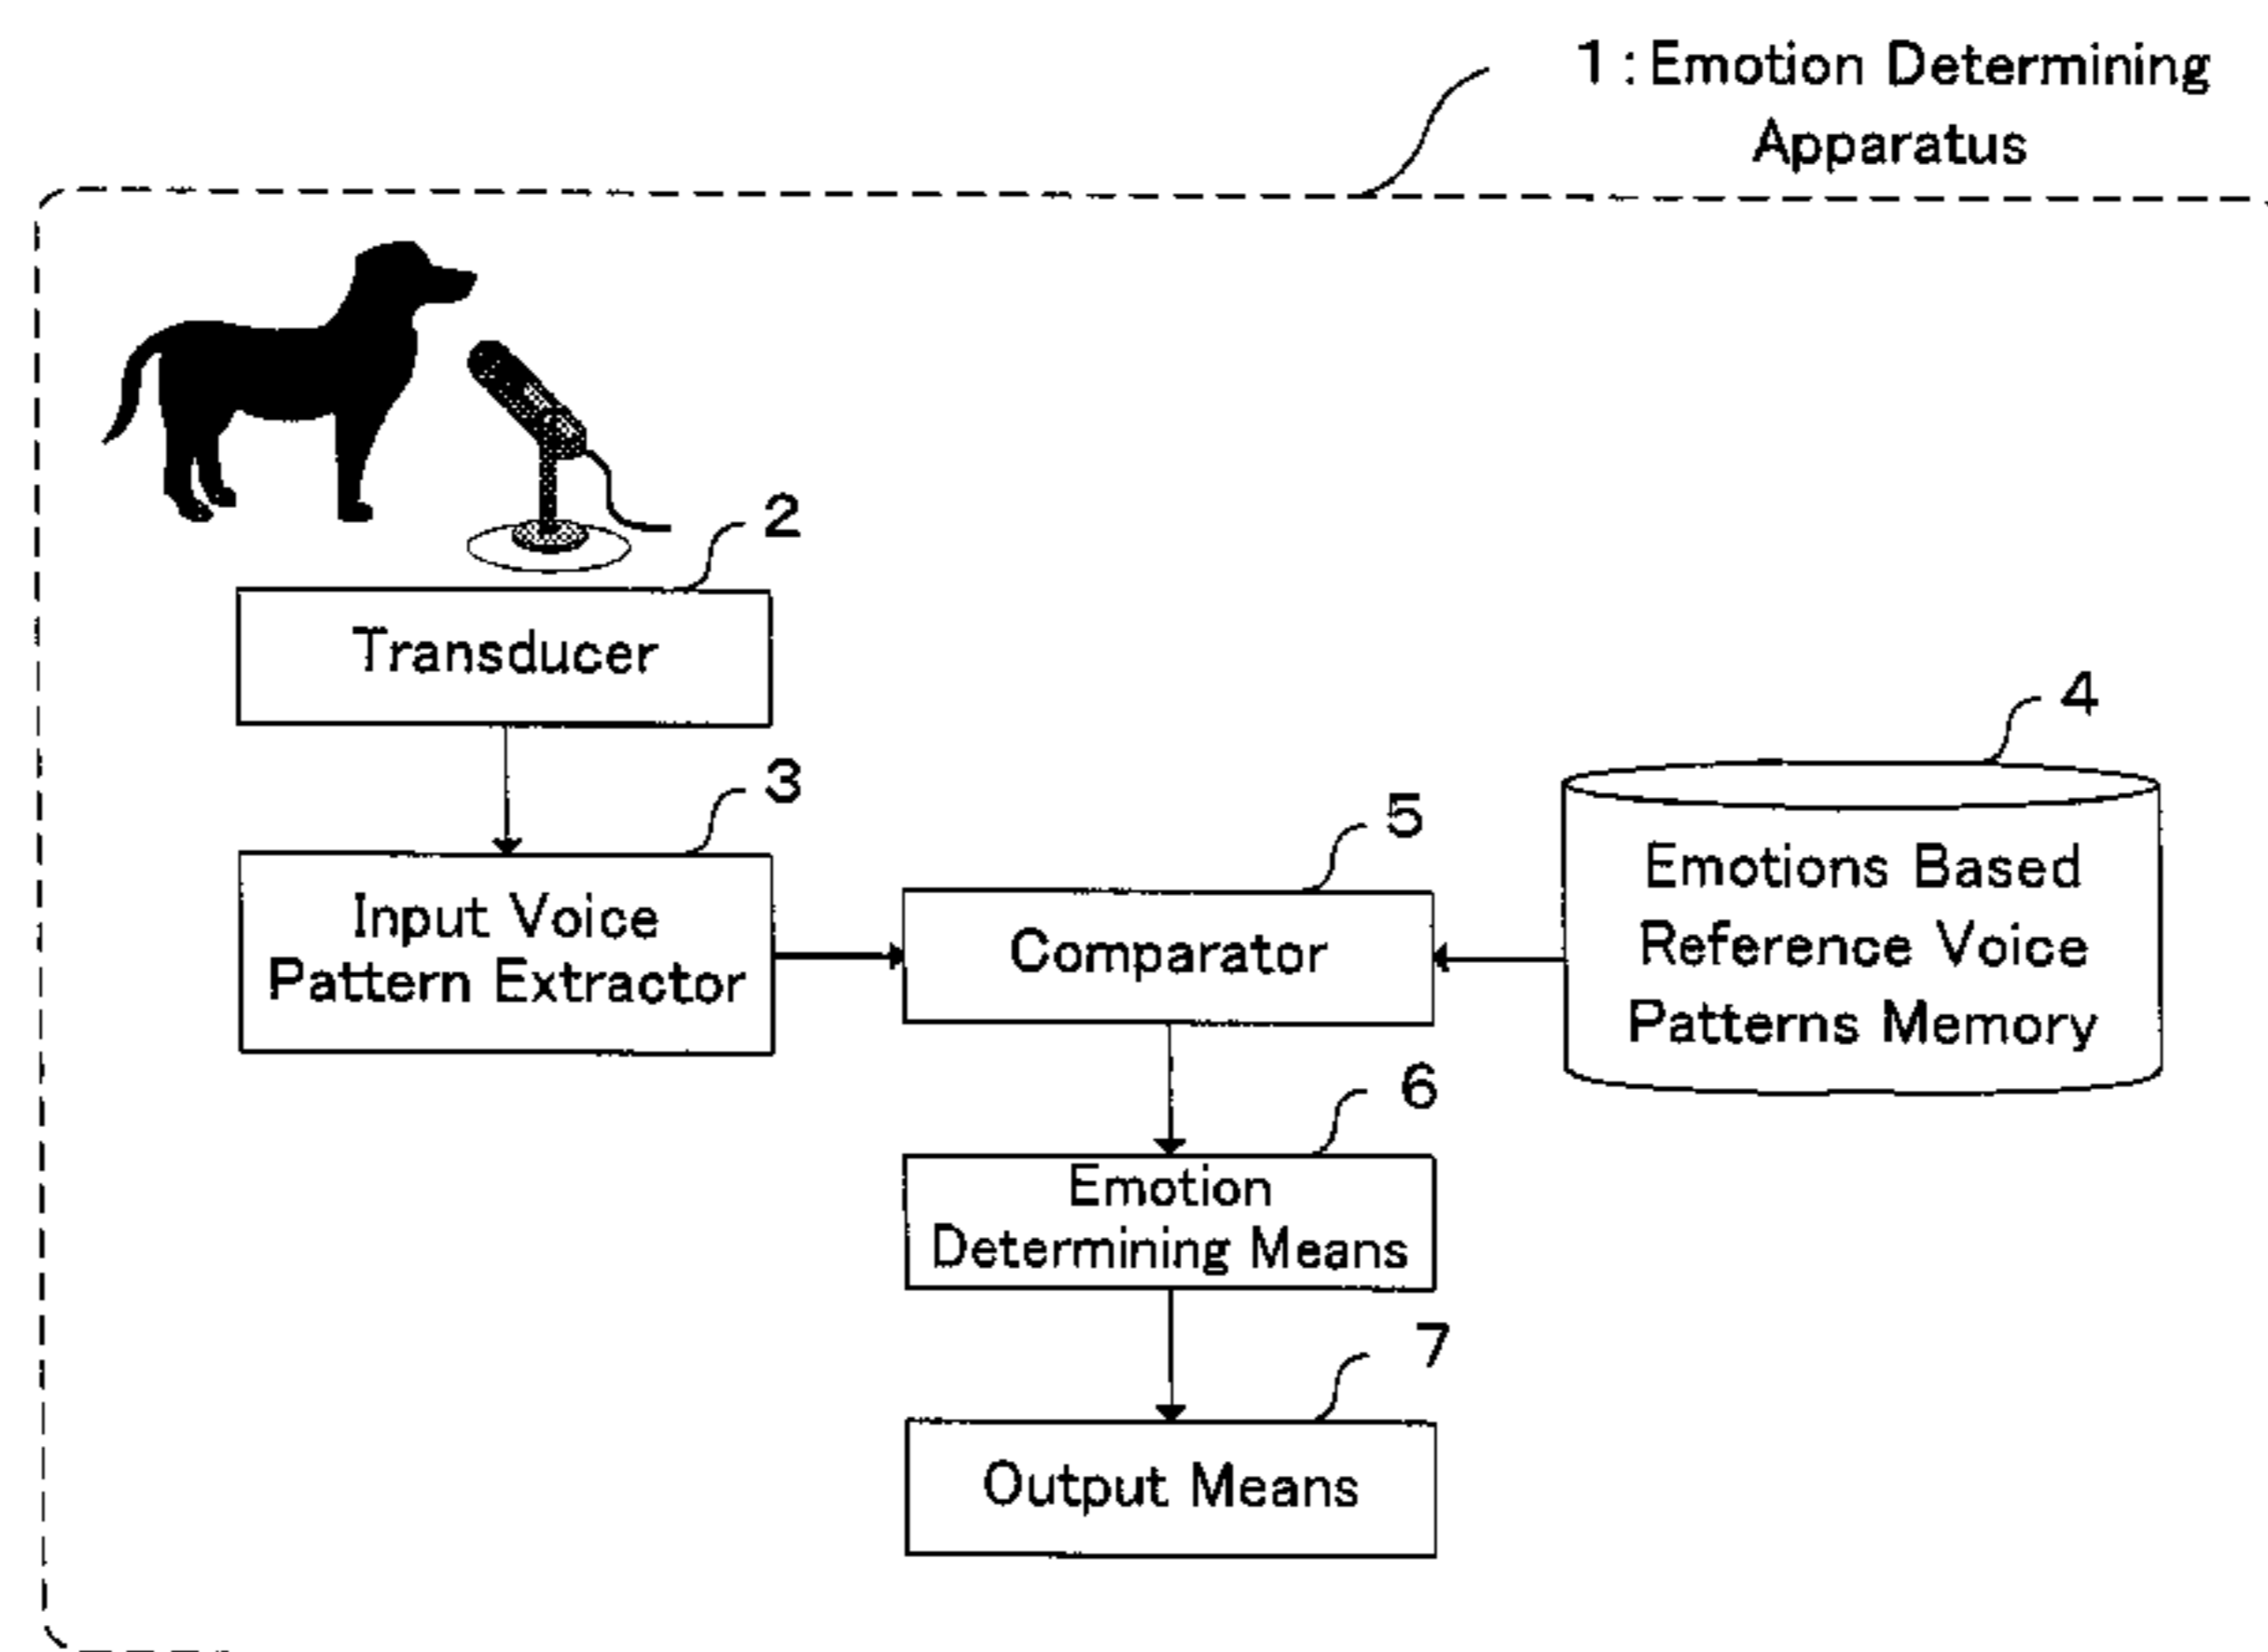 1 : Emotion Determining
Apparatus
2
Transducer
3
Input Voice
Pattern Extractor
5
Comparator
4
Emotions Based
Reference Voice
Patterns Memory
6
Emotion
Determining Means
7
Output Means